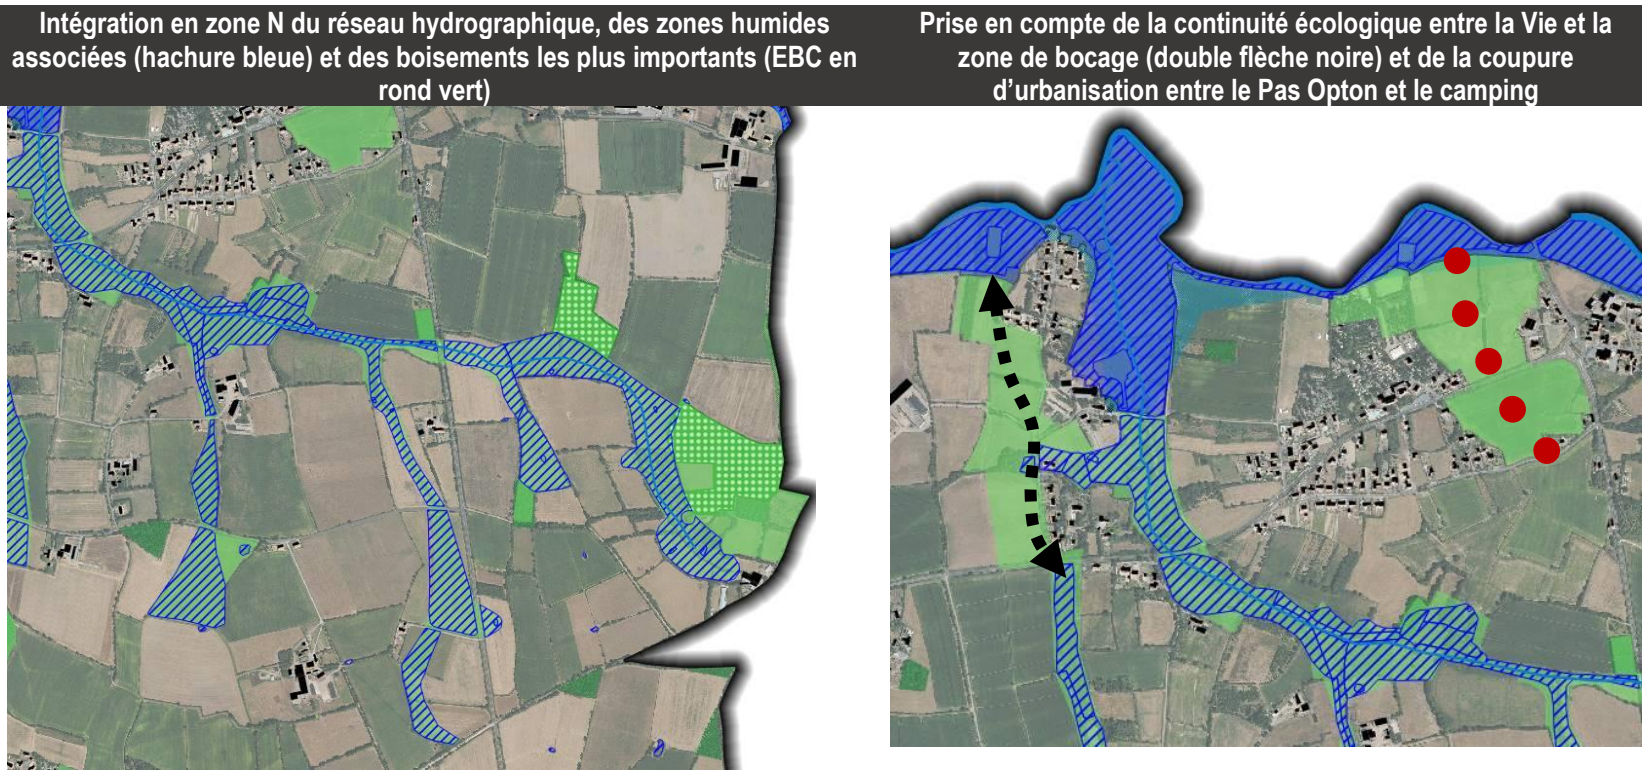 Intégration en zone N du réseau hydrographique, des zones humides
associées (hachure bleue) et des boisements les plus importants (EBC en
rond vert)
Prise en compte de la continuité écologique entre la Vie et la
zone de bocage (double flèche noire) et de la coupure
d’urbanisation entre le Pas Opton et le camping